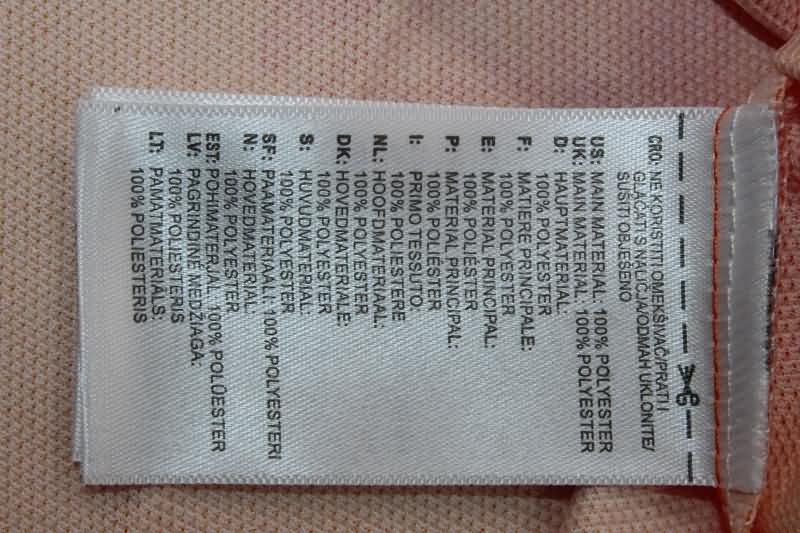 CRO: NE KORISTITI OMEKŠIVAČ/PRATI I
GLAČATI S NALIČJA/ODMAH UKLONITE/
SUŠITI OBJEŠENO
US: MAIN MATERIAL: 100% POLYESTER
UK: MAIN MATERIAL: 100% POLYESTER
D: HAUPTMATERIAL:
100% POLYESTER
F: MATIERE PRINCIPALE:
100% POLYESTER
E: MATERIAL PRINCIPAL:
100% POLIÉSTER
P: MATERIAL PRINCIPAL:
100% POLIÉSTER
I: PRIMO TESSUTO:
100% POLIESTERE
NL: HOOFDMATERIAAL:
100% POLYESTER
DK: HOVEDMATERIALE:
100% POLYESTER
S: HUVUDMATERIAL:
100% POLYESTER
SF: PÄÄMATERIAALI: 100% POLYESTERI
N: HOVEDMATERIAL:
100% POLYESTER
EST: PÕHIMATERJAL: 100% POLÜESTER
LV: PAGRINDINE MEDŽIAGA:
100% POLIESTERIS
LT: PAMATMATERIĀLS:
100% POLIESTERIS